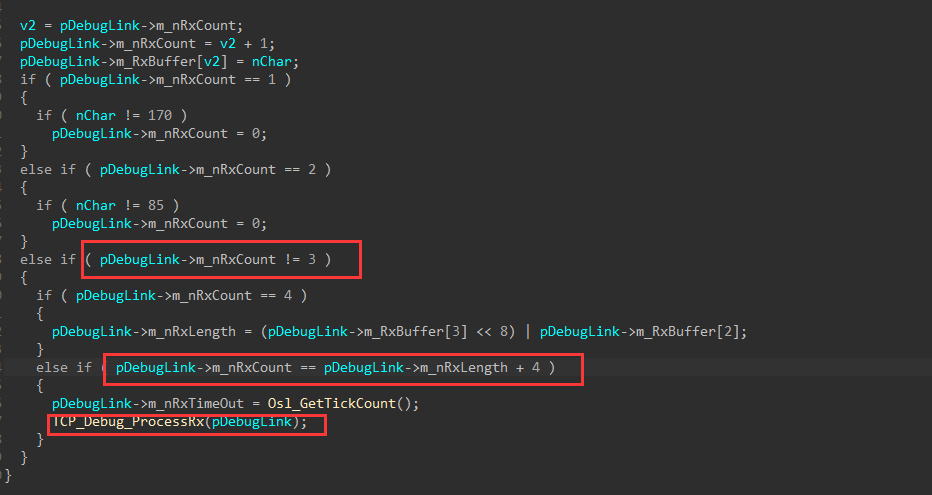 v2 = pDebugLink->m_nRxCount;
pDebugLink->m_nRxCount = v2 + 1;
pDebugLink->m_RxBuffer[v2] = nChar;
if ( pDebugLink->m_nRxCount == 1 )
{
if ( nChar != 170 )
pDebugLink->m_nRxCount = 0;
}
else if ( pDebugLink->m_nRxCount == 2 )
{
if ( nChar != 85 )
pDebugLink->m_nRxCount = 0;
}
else if ( pDebugLink->m_nRxCount != 3 )
{
if ( pDebugLink->m_nRxCount == 4 )
{
pDebugLink->m_nRxLength = (pDebugLink->m_RxBuffer[3] << 8) | pDebugLink->m_RxBuffer[2];
}
else if ( pDebugLink->m_nRxCount == pDebugLink->m_nRxLength + 4 )
{
pDebugLink->m_nRxTimeOut = Osl_GetTickCount();
TCP_Debug_ProcessRx(pDebugLink);
}
}
}